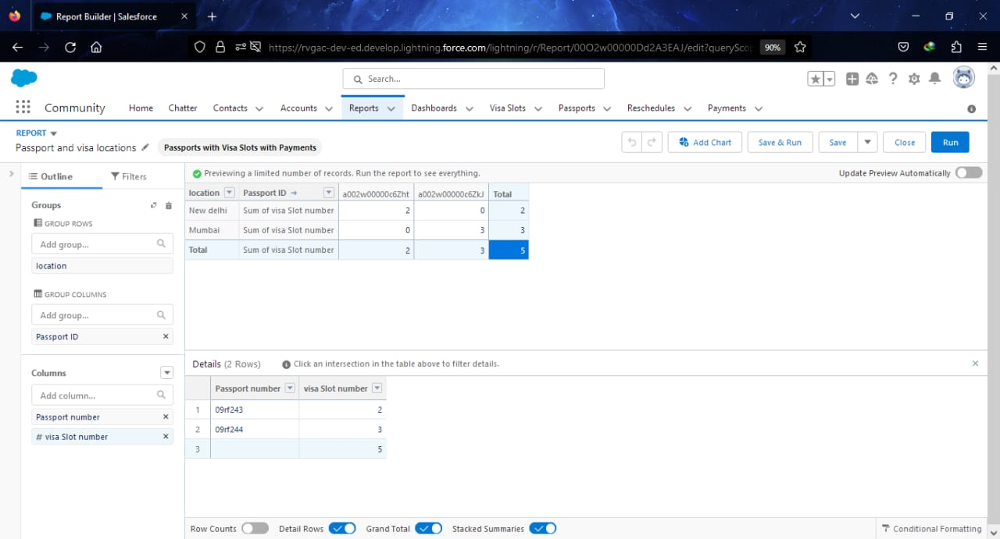 Report Builder | Salesforce
https://rvgac-dev-ed.develop.lightning.force.com/lightning/r/Report/00O2w00000Dd2A3EAJ/edit?queryScop
90%
Search...
Community Home Chatter Contacts Accounts Reports Dashboards Visa Slots Passports Reschedules Payments
REPORT
Passport and visa locations Passports with Visa Slots with Payments
Add Chart Save & Run Save Close Run
Outline Filters
Previewing a limited number of records. Run the report to see everything. Update Preview Automatically
Groups
GROUP ROWS
Add group...
location
GROUP COLUMNS
Add group...
Passport ID
Columns
Add column...
Passport number
# visa Slot number
location Passport ID → a002w00000c6Zht a002w00000c6ZkJ Total
New delhi Sum of visa Slot number 2 0 2
Mumbai Sum of visa Slot number 0 3 3
Total Sum of visa Slot number 2 3 5
Details (2 Rows) Click an intersection in the table above to filter details.
Passport number visa Slot number
1 09rf243 2
2 09rf244 3
3 5
Row Counts Detail Rows Grand Total Stacked Summaries Conditional Formatting